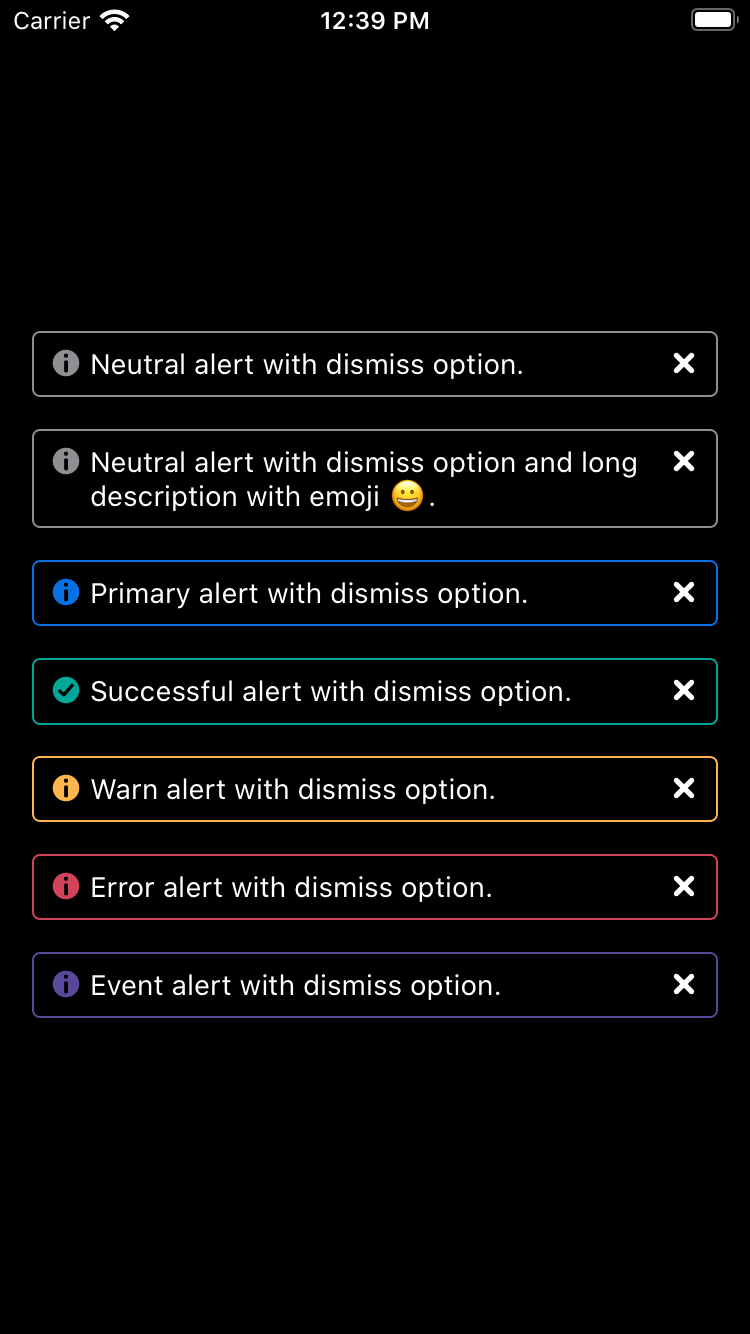 Carrier 12:39 PM
Neutral alert with dismiss option.
Neutral alert with dismiss option and long
description with emoji 😀.
Primary alert with dismiss option.
Successful alert with dismiss option.
Warn alert with dismiss option.
Error alert with dismiss option.
Event alert with dismiss option.